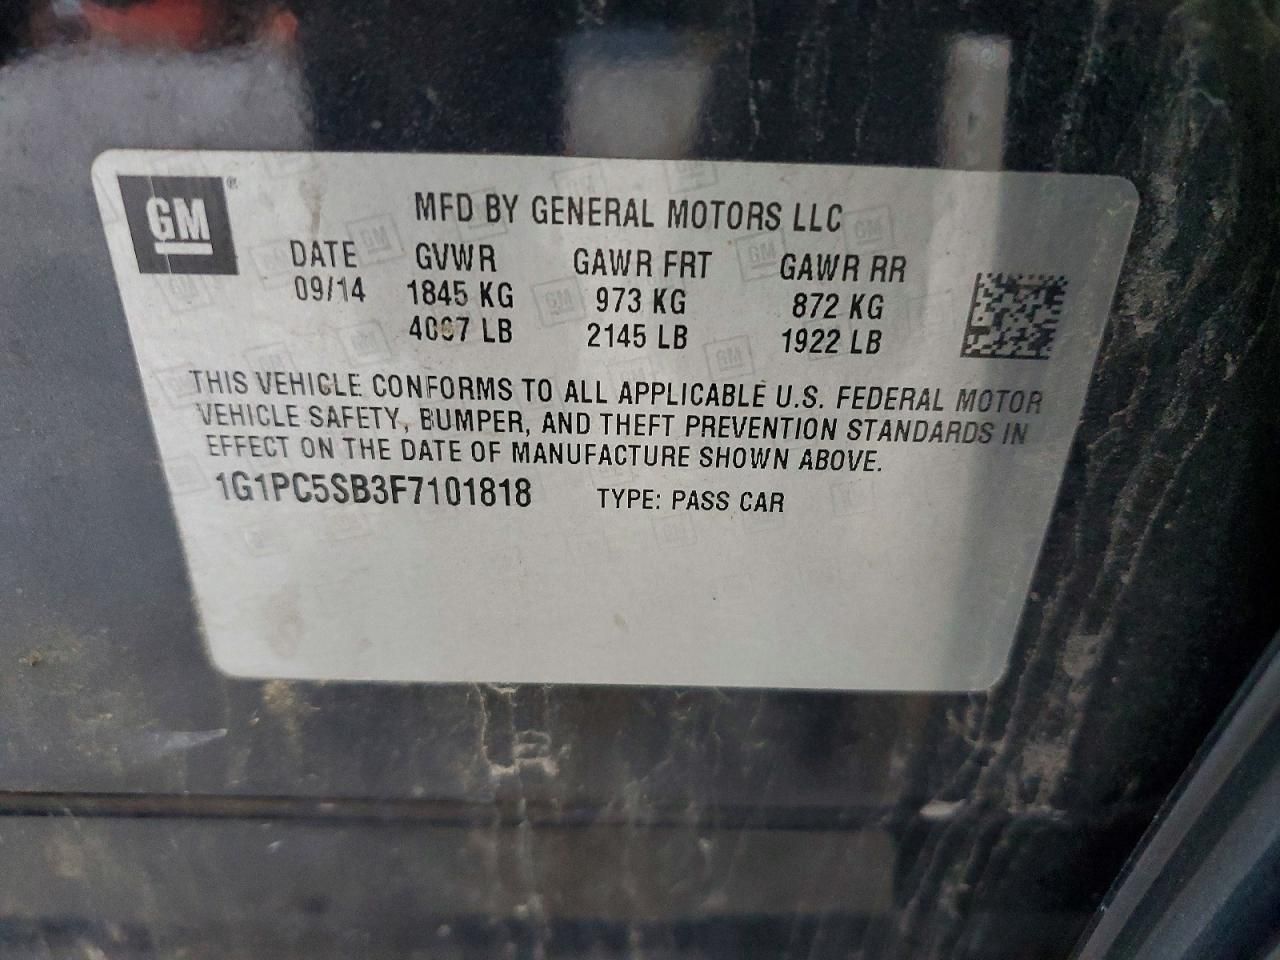 GM®
MFD BY GENERAL MOTORS LLC
DATE GVWR GAWR FRT GAWR RR
09/14 1845 KG 973 KG 872 KG
4067 LB 2145 LB 1922 LB
THIS VEHICLE CONFORMS TO ALL APPLICABLE U.S. FEDERAL MOTOR
VEHICLE SAFETY, BUMPER, AND THEFT PREVENTION STANDARDS IN
EFFECT ON THE DATE OF MANUFACTURE SHOWN ABOVE.
1G1PC5SB3F7101818 TYPE: PASS CAR